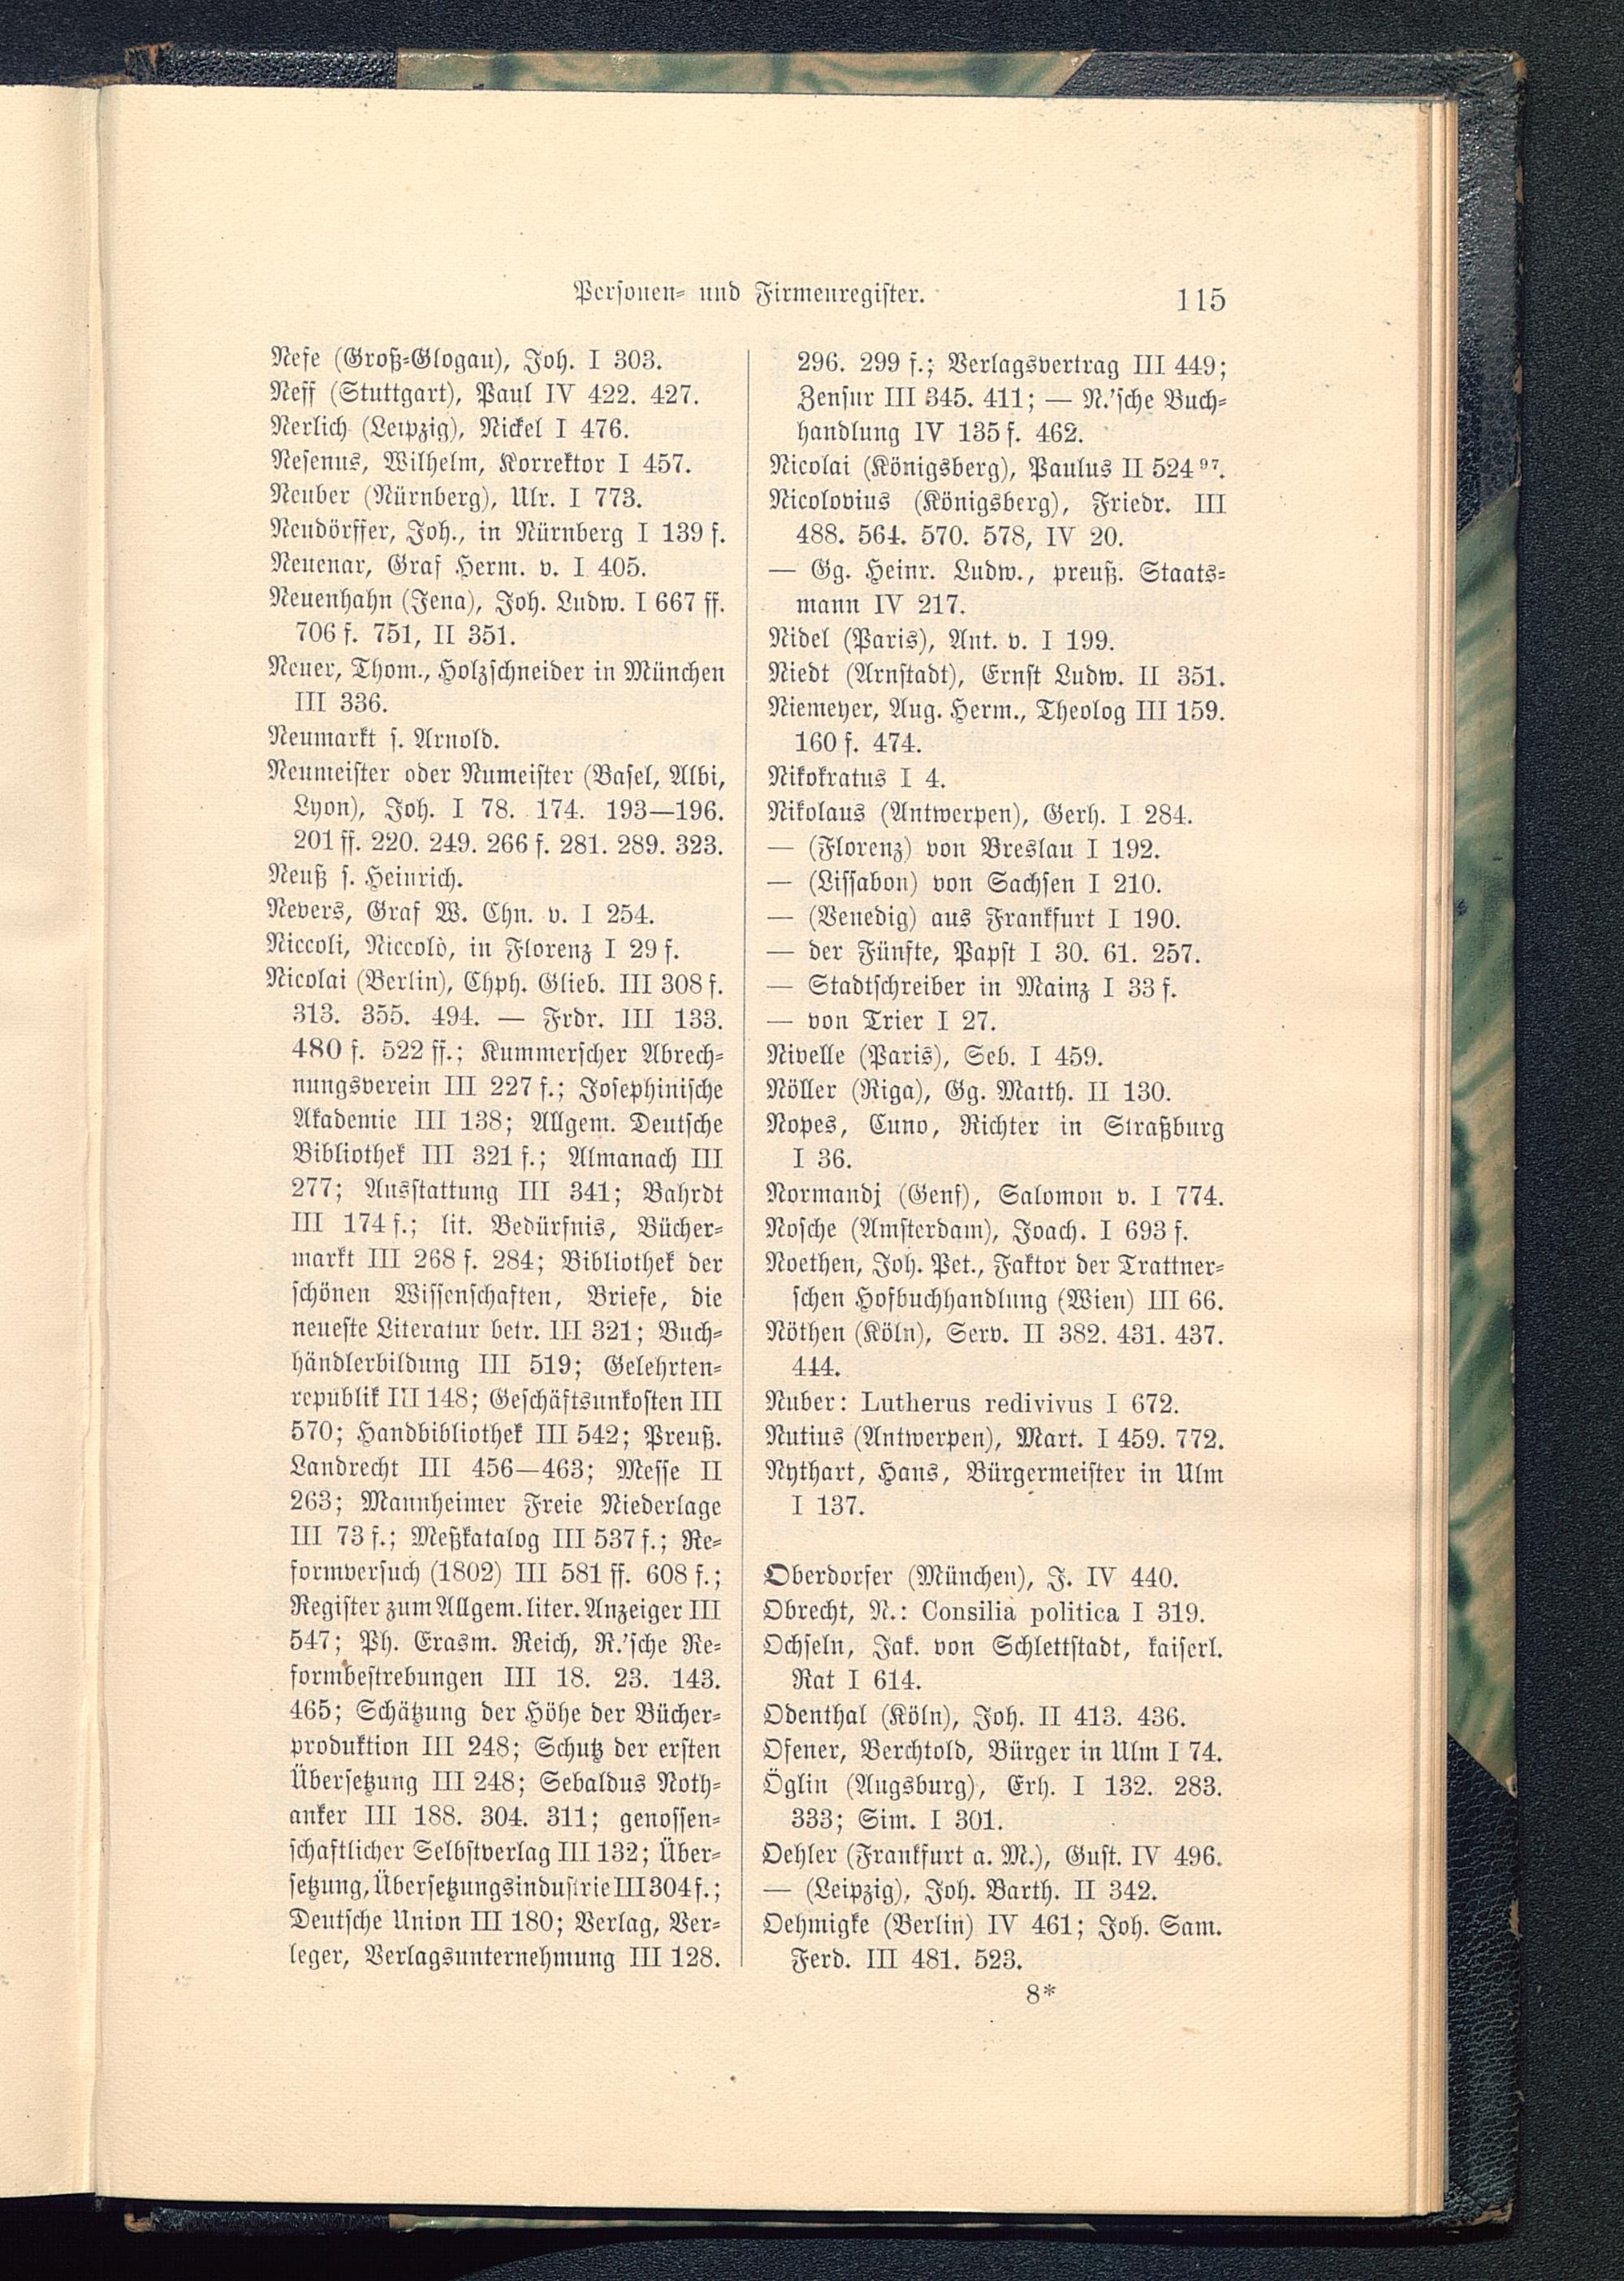 Personen- und Firmenregister.
115
Nefe (Groß-Glogau), Joh. I 303.
Neff (Stuttgart), Paul IV 422. 427.
Nerlich (Leipzig), Nickel I 476.
Nesenus, Wilhelm, Korrektor I 457.
Neuber (Nürnberg), Ulr. I 773.
Neudörffer, Joh., in Nürnberg I 139 f.
Neuenar, Graf Herm. v. I 405.
Neuenhahn (Jena), Joh. Ludw. I 667 ff.
706 f. 751, II 351.
Neuer, Thom., Holzschneider in München
III 336.
Neumarkt s. Arnold.
Neumeister oder Numeister (Basel, Albi,
Lyon), Joh. I 78. 174. 193—196.
201 ff. 220. 249. 266 f. 281. 289. 323.
Neuß s. Heinrich.
Nevers, Graf W. Chn. v. I 254.
Niccoli, Niccolò, in Florenz I 29 f.
Nicolai (Berlin), Chph. Glieb. III 308 f.
313. 355. 494. — Frdr. III 133.
480 f. 522 ff.; Kummerscher Abrech-
nungsverein III 227 f.; Josephinische
Akademie III 138; Allgem. Deutsche
Bibliothek III 321 f.; Almanach III
277; Ausstattung III 341; Bahrdt
III 174 f.; lit. Bedürfnis, Bücher-
markt III 268 f. 284; Bibliothek der
schönen Wissenschaften, Briefe, die
neueste Literatur betr. III 321; Buch-
händlerbildung III 519; Gelehrten-
republik III 148; Geschäftsunkosten III
570; Handbibliothek III 542; Preuß.
Landrecht III 456—463; Messe II
263; Mannheimer Freie Niederlage
III 73 f.; Meßkatalog III 537 f.; Re-
formversuch (1802) III 581 ff. 608 f.;
Register zum Allgem. liter. Anzeiger III
547; Ph. Erasm. Reich, R.'sche Re-
formbestrebungen III 18. 23. 143.
465; Schätzung der Höhe der Bücher-
produktion III 248; Schutz der ersten
Übersetzung III 248; Sebaldus Noth-
anker III 188. 304. 311; genossen-
schaftlicher Selbstverlag III 132; Über-
setzung, Übersetzungsindustrie III 304 f.;
Deutsche Union III 180; Verlag, Ver-
leger, Verlagsunternehmung III 128.
296. 299 f.; Verlagsvertrag III 449;
Zensur III 345. 411; — N.'sche Buch-
handlung IV 135 f. 462.
Nicolai (Königsberg), Paulus II 524⁹⁷.
Nicolovius (Königsberg), Friedr. III
488. 564. 570. 578, IV 20.
— Gg. Heinr. Ludw., preuß. Staats-
mann IV 217.
Nidel (Paris), Ant. v. I 199.
Niedt (Arnstadt), Ernst Ludw. II 351.
Niemeyer, Aug. Herm., Theolog III 159.
160 f. 474.
Nikokratus I 4.
Nikolaus (Antwerpen), Gerh. I 284.
— (Florenz) von Breslau I 192.
— (Lissabon) von Sachsen I 210.
— (Venedig) aus Frankfurt I 190.
— der Fünfte, Papst I 30. 61. 257.
— Stadtschreiber in Mainz I 33 f.
— von Trier I 27.
Nivelle (Paris), Seb. I 459.
Nöller (Riga), Gg. Matth. II 130.
Nopes, Cuno, Richter in Straßburg
I 36.
Normandj (Genf), Salomon v. I 774.
Nosche (Amsterdam), Joach. I 693 f.
Noethen, Joh. Pet., Faktor der Trattner-
schen Hofbuchhandlung (Wien) III 66.
Nöthen (Köln), Serv. II 382. 431. 437.
444.
Nuber: Lutherus redivivus I 672.
Nutius (Antwerpen), Mart. I 459. 772.
Nythart, Hans, Bürgermeister in Ulm
I 137.
Oberdorfer (München), J. IV 440.
Obrecht, N.: Consilia politica I 319.
Ochseln, Jak. von Schlettstadt, kaiserl.
Rat I 614.
Odenthal (Köln), Joh. II 413. 436.
Ofener, Berchtold, Bürger in Ulm I 74.
Öglin (Augsburg), Erh. I 132. 283.
333; Sim. I 301.
Oehler (Frankfurt a. M.), Gust. IV 496.
— (Leipzig), Joh. Barth. II 342.
Oehmigke (Berlin) IV 461; Joh. Sam.
Ferd. III 481. 523.
8*